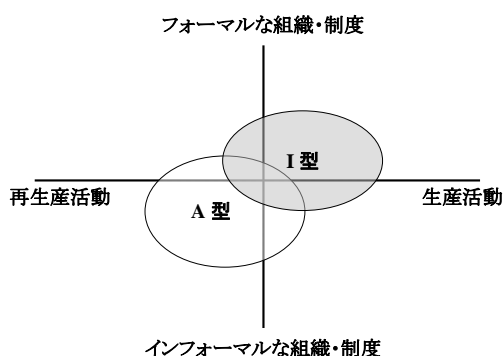 フォーマルな組織・制度
I 型
再生産活動
生産活動
A 型
インフォーマルな組織・制度